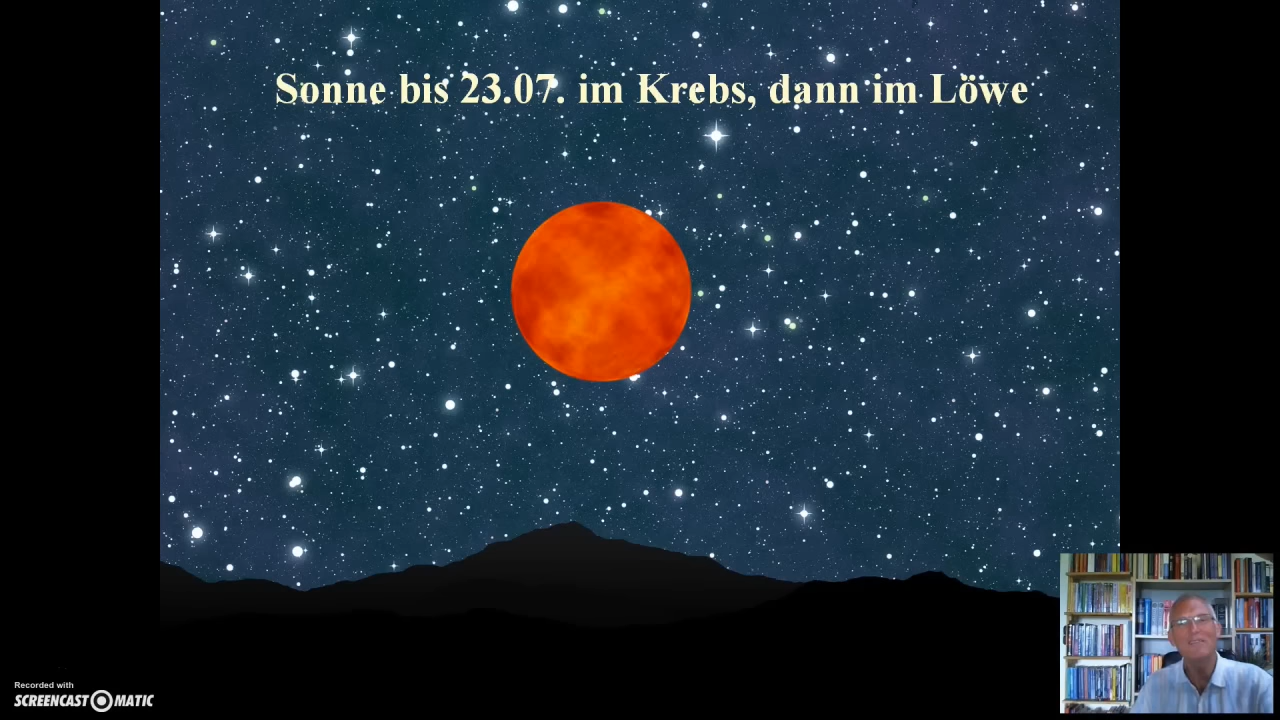 Sonne bis 23.07. im Krebs, dann im Löwe
Recorded with
SCREENCAST MATIC